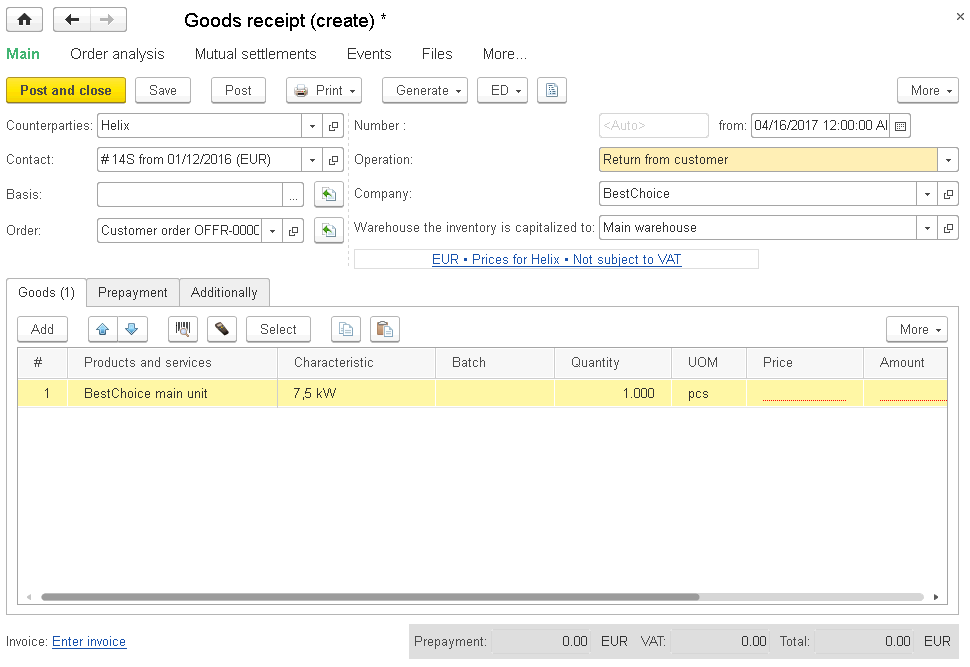 Goods receipt (create) *
Main Order analysis Mutual settlements Events Files More...
Post and close Save Post Print Generate ED More
Counterparties: Helix Number : <Auto> from: 04/16/2017 12:00:00 AI
Contact: # 14S from 01/12/2016 (EUR) Operation: Return from customer
Basis: ... Company: BestChoice
Order: Customer order OFFR-000C Warehouse the inventory is capitalized to: Main warehouse
EUR • Prices for Helix • Not subject to VAT
Goods (1) Prepayment Additionally
Add Select More
# Products and services Characteristic Batch Quantity UOM Price Amount
1 BestChoice main unit 7,5 kW 1.000 pcs
Invoice: Enter invoice Prepayment: 0.00 EUR VAT: 0.00 Total: 0.00 EUR